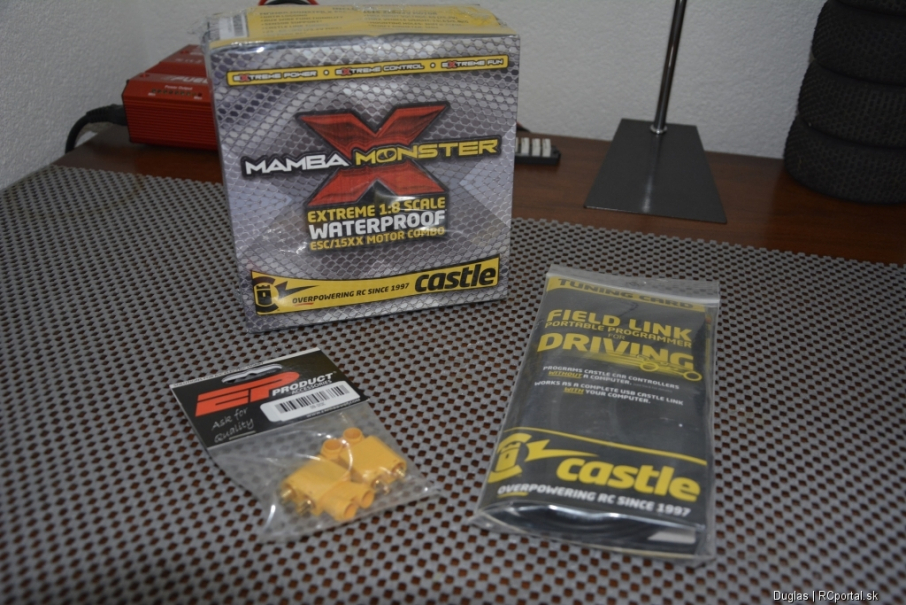 EXTREME POWER • EXTREME CONTROL • EXTREME FUN
X
MAMBA MONSTER
EXTREME 1:8 SCALE
WATERPROOF
ESC/15XX MOTOR COMBO
OVERPOWERING RC SINCE 1997
castle
EP PRODUCT
ACCESSORIES
Ask for
Quality
TUNING CARD
FIELD LINK
PORTABLE PROGRAMMER
FOR
DRIVING
PROGRAMS CASTLE CAR CONTROLLERS
WITHOUT A COMPUTER.
WORKS AS A COMPLETE USB CASTLE LINK
WITH YOUR COMPUTER.
castle
OVERPOWERING RC SINCE 1997
Duglas | RCportal.sk